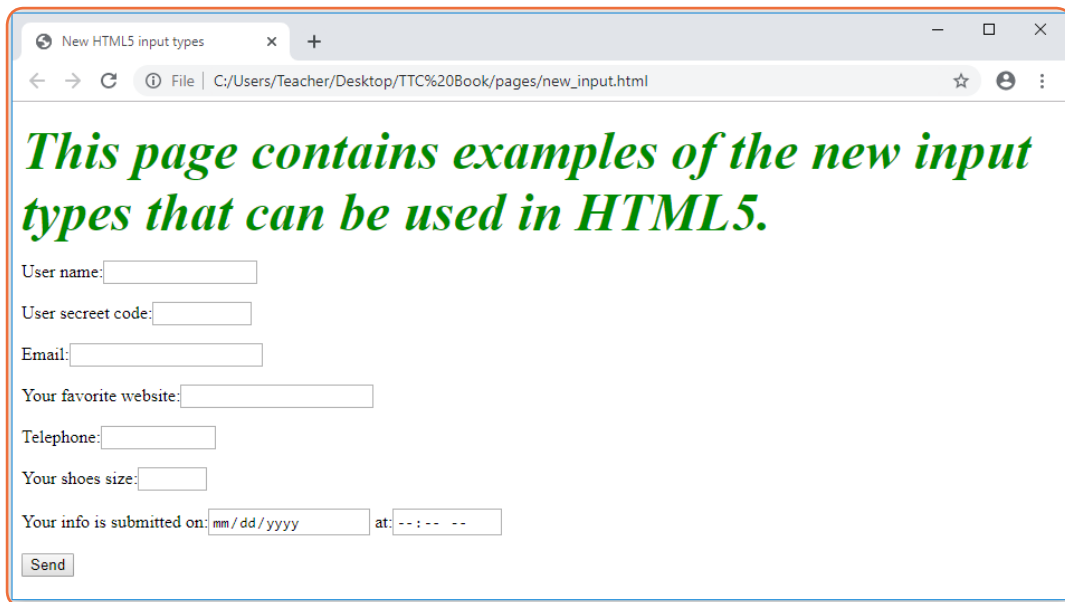 New HTML5 input types
File | C:/Users/Teacher/Desktop/TTC%20Book/pages/new_input.html
This page contains examples of the new input
types that can be used in HTML5.
User name:
User secreet code:
Email:
Your favorite website:
Telephone:
Your shoes size:
Your info is submitted on: mm/dd/yyyy at: --:-- --
Send